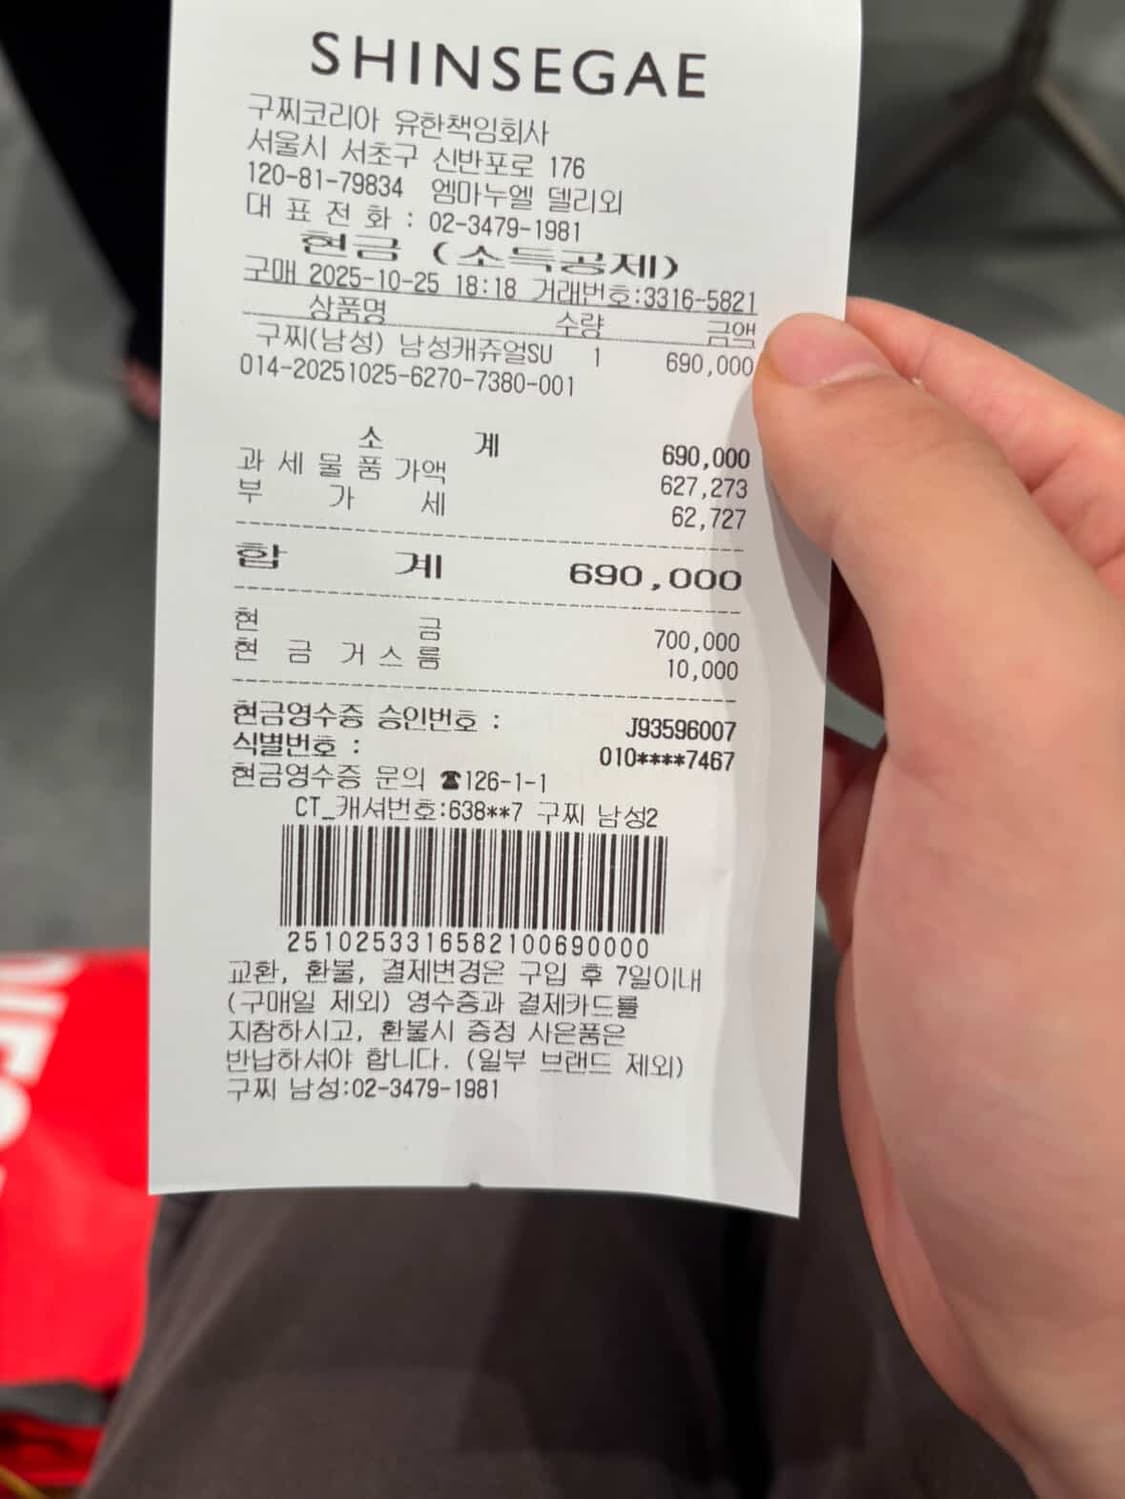 SHINSEGAE
구찌코리아 유한책임회사
서울시 서초구 신반포로 176
120-81-79834 엠마누엘 델리외
대 표 전 화 : 02-3479-1981
현금 (소득공제)
구매 2025-10-25 18:18 거래번호:3316-5821
상품명 수량 금액
구찌(남성) 남성캐쥬얼SU 1 690,000
014-20251025-6270-7380-001
소 계 690,000
과 세 물 품 가액 627,273
부 가 세 62,727
합 계 690,000
현 금 700,000
현 금 거 스 름 10,000
현금영수증 승인번호 : J93596007
식별번호 : 010****7467
현금영수증 문의 ☎126-1-1
CT_캐셔번호:638**7 구찌 남성2
2510253316582100690000
교환, 환불, 결제변경은 구입 후 7일이내
(구매일 제외) 영수증과 결제카드를
지참하시고, 환불시 증정 사은품은
반납하셔야 합니다. (일부 브랜드 제외)
구찌 남성:02-3479-1981